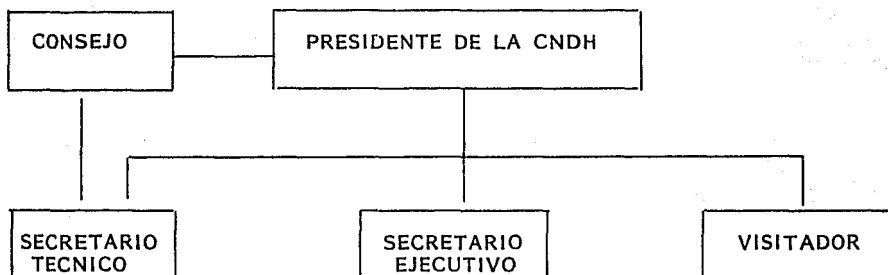 CONSEJO
PRESIDENTE DE LA CNDH
SECRETARIO
TECNICO
SECRETARIO
EJECUTIVO
VISITADOR